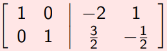 [ 1 0 | -2 1 ]
[ 0 1 | 3/2 -1/2 ]